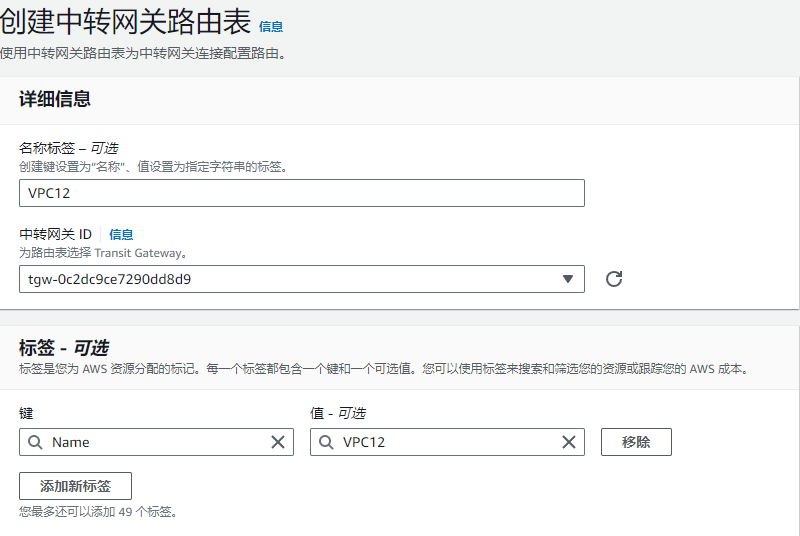 创建中转网关路由表 信息
使用中转网关路由表为中转网关连接配置路由。
详细信息
名称标签 – 可选
创建键设置为“名称”、值设置为指定字符串的标签。
VPC12
中转网关 ID 信息
为路由表选择 Transit Gateway。
tgw-0c2dc9ce7290dd8d9
标签 - 可选
标签是您为 AWS 资源分配的标记。每一个标签都包含一个键和一个可选值。您可以使用标签来搜索和筛选您的资源或跟踪您的 AWS 成本。
键 值 - 可选
Name VPC12 移除
添加新标签
您最多还可以添加 49 个标签。